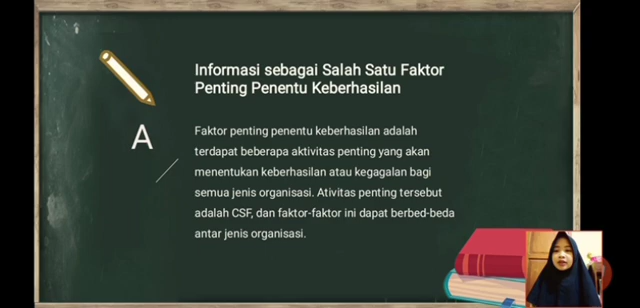 Informasi sebagai Salah Satu Faktor
Penting Penentu Keberhasilan
A
Faktor penting penentu keberhasilan adalah
terdapat beberapa aktivitas penting yang akan
menentukan keberhasilan atau kegagalan bagi
semua jenis organisasi. Ativitas penting tersebut
adalah CSF, dan faktor-faktor ini dapat berbed-beda
antar jenis organisasi.